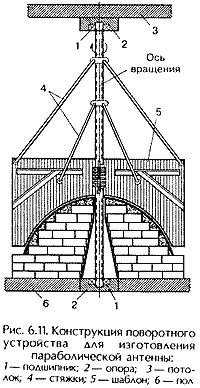 3
1
2
Ось
вращения
4
5
6
2
1
Рис. 6.11. Конструкция поворотного
устройства для изготовления
параболической антенны:
1 — подшипник; 2 — опора; 3 — пото-
лок; 4 — стяжки; 5 — шаблон; 6 — пол